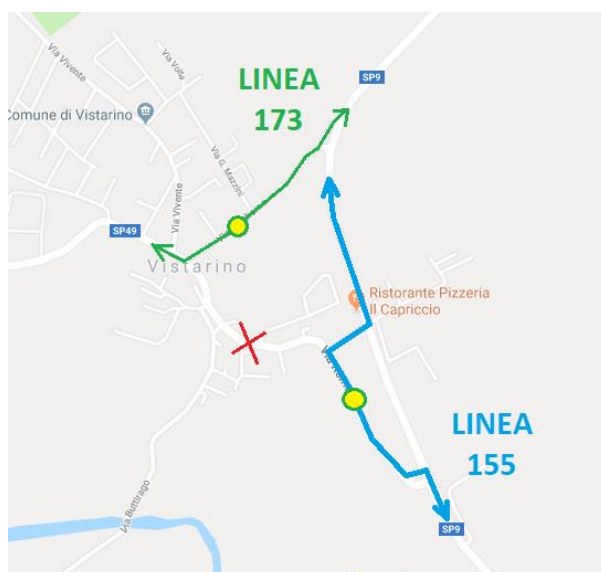 SP9
Via Vivente
Via Volla
LINEA
173
Comune di Vistarino
Via G. Mazzini
Via Vivente
SP49
Vistarino
Ristorante Pizzeria
Il Capriccio
LINEA
155
Via Buttirago
SP9